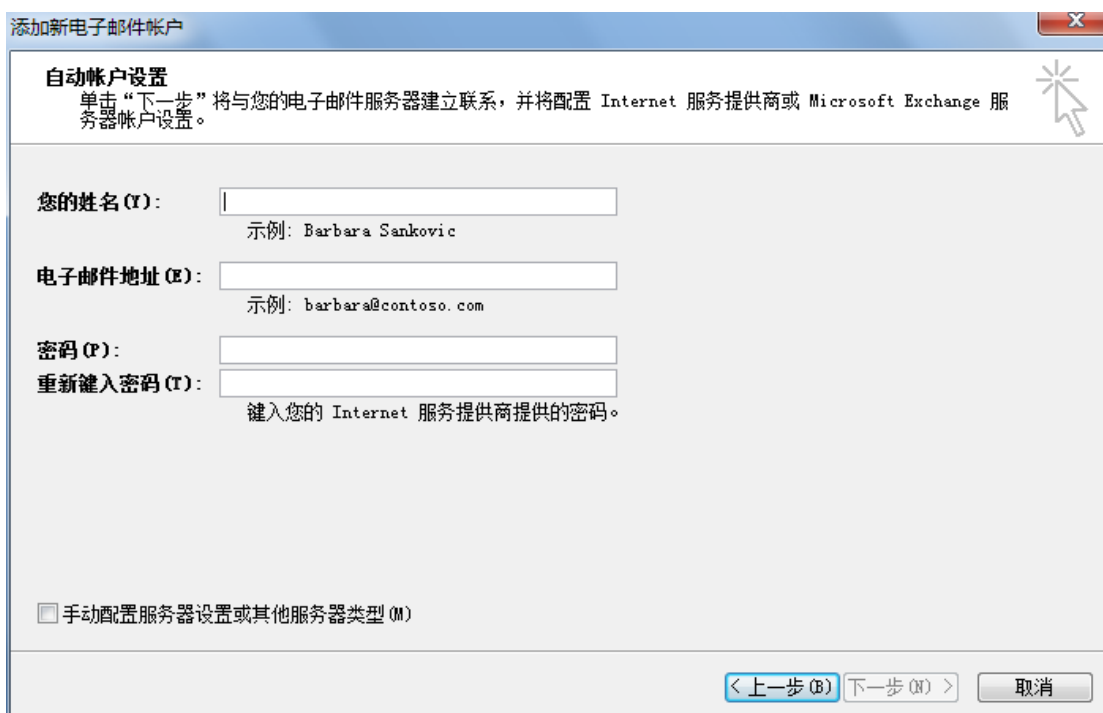 添加新电子邮件帐户
X
自动帐户设置
单击“下一步”将与您的电子邮件服务器建立联系，并将配置 Internet 服务提供商或 Microsoft Exchange 服
务器帐户设置。
您的姓名(Y):
示例: Barbara Sankovic
电子邮件地址(E):
示例: barbara@contoso.com
密码(P):
重新键入密码(T):
键入您的 Internet 服务提供商提供的密码。
手动配置服务器设置或其他服务器类型(M)
< 上一步(B) 下一步(N) > 取消